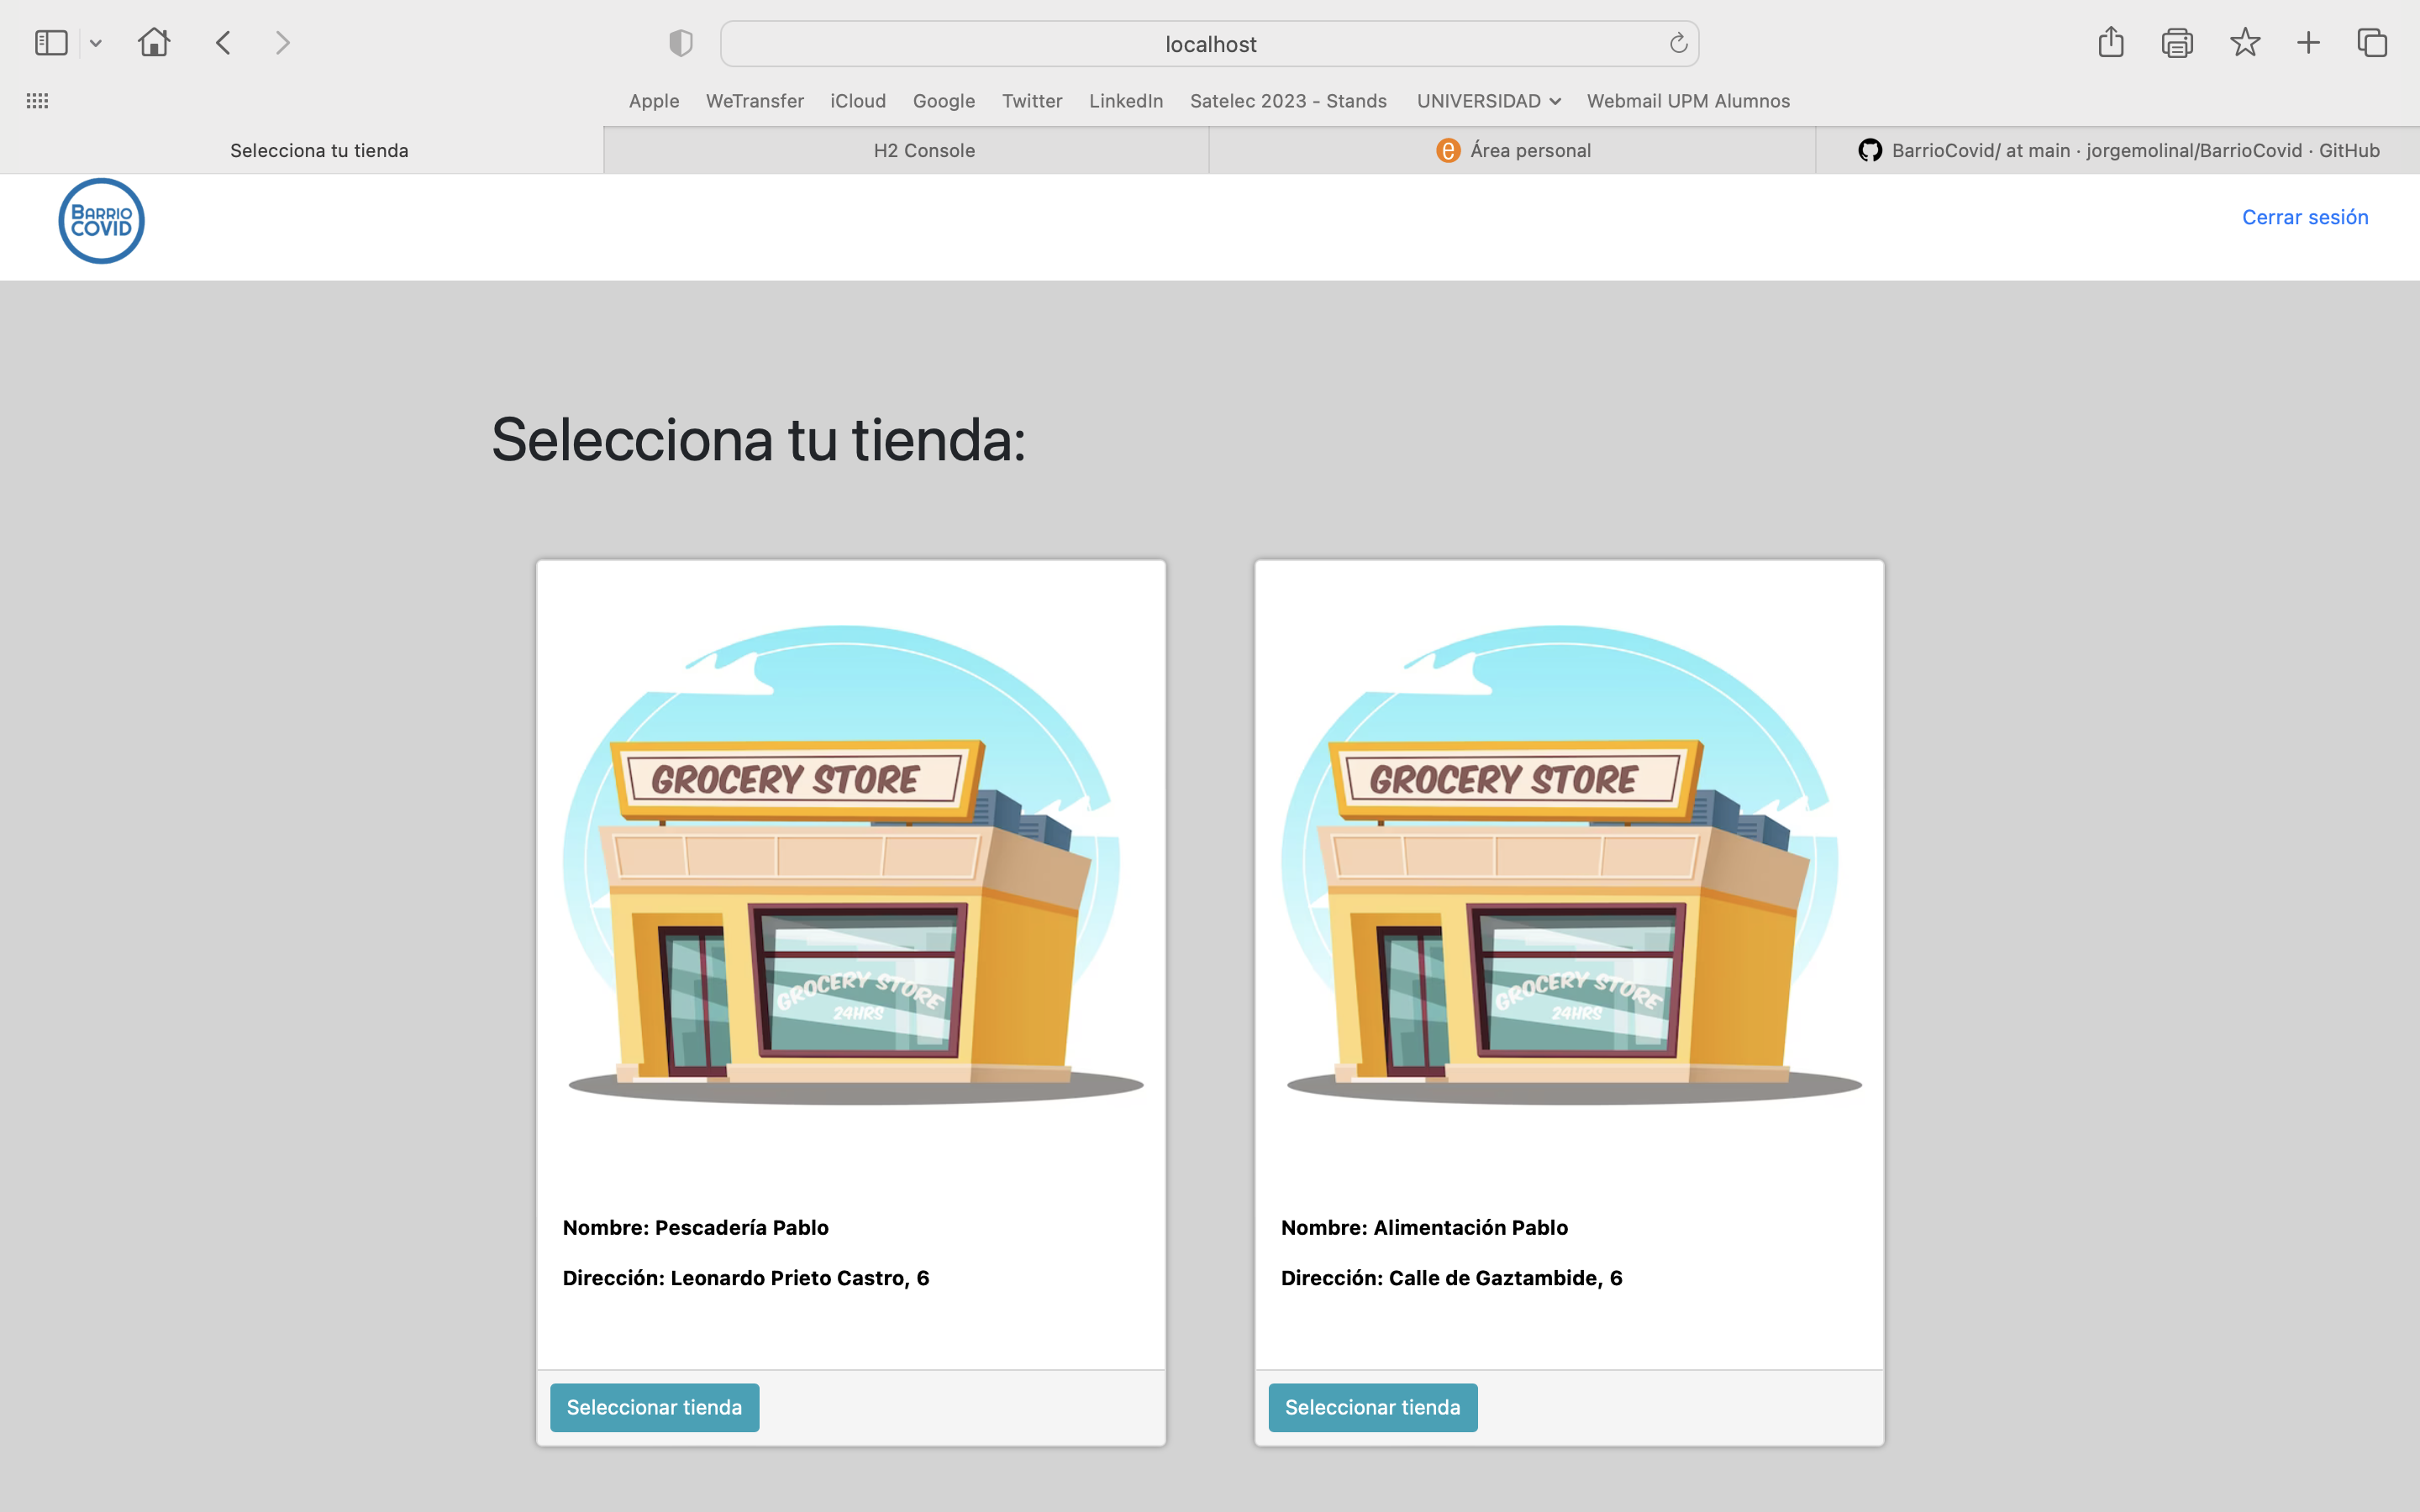 localhost
Apple WeTransfer iCloud Google Twitter LinkedIn Satelec 2023 - Stands UNIVERSIDAD Webmail UPM Alumnos
Selecciona tu tienda H2 Console Área personal BarrioCovid/ at main · jorgemolinal/BarrioCovid · GitHub
BARRIO
COVID
Cerrar sesión
Selecciona tu tienda:
GROCERY STORE
GROCERY STORE
24HRS
Nombre: Pescadería Pablo
Dirección: Leonardo Prieto Castro, 6
Seleccionar tienda
GROCERY STORE
GROCERY STORE
24HRS
Nombre: Alimentación Pablo
Dirección: Calle de Gaztambide, 6
Seleccionar tienda